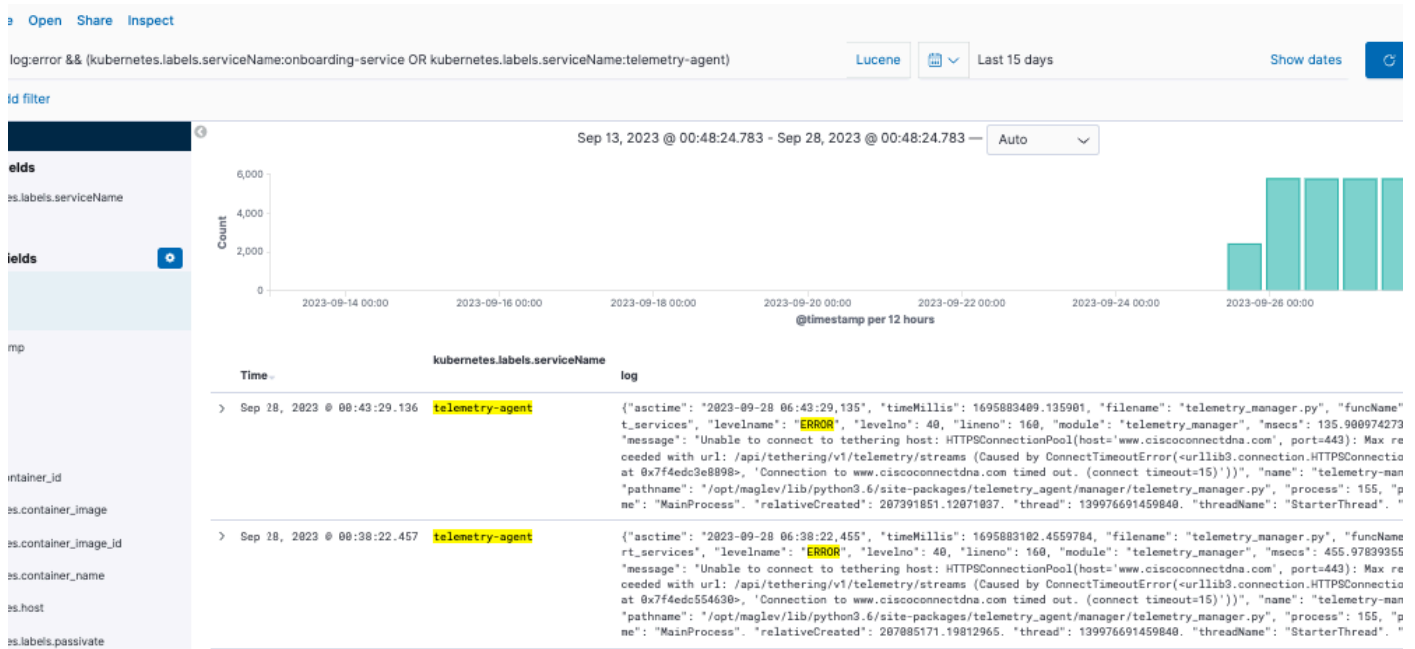 e Open Share Inspect
log:error && (kubernetes.labels.serviceName:onboarding-service OR kubernetes.labels.serviceName:telemetry-agent) Lucene Last 15 days Show dates
dd filter
Sep 13, 2023 @ 00:48:24.783 - Sep 28, 2023 @ 00:48:24.783 — Auto
elds
es.labels.serviceName
ields
mp
ontainer_id
es.container_image
es.container_image_id
es.container_name
es.host
es.labels.passivate
Count
6,000
4,000
2,000
0
2023-09-14 00:00 2023-09-16 00:00 2023-09-18 00:00 2023-09-20 00:00 2023-09-22 00:00 2023-09-24 00:00 2023-09-26 00:00
@timestamp per 12 hours
Time kubernetes.labels.serviceName log
Sep 28, 2023 @ 00:43:29.136 telemetry-agent {"asctime": "2023-09-28 06:43:29,135", "timeMillis": 1695883409.135901, "filename": "telemetry_manager.py", "funcName"
t_services", "levelname": "ERROR", "levelno": 40, "lineno": 160, "module": "telemetry_manager", "msecs": 135.900974273
"message": "Unable to connect to tethering host: HTTPSConnectionPool(host='www.ciscoconnectdna.com', port=443): Max re
ceeded with url: /api/tethering/v1/telemetry/streams (Caused by ConnectTimeoutError(<urllib3.connection.HTTPSConnectio
at 0x7f4edc3e8898>, 'Connection to www.ciscoconnectdna.com timed out. (connect timeout=15)'))", "name": "telemetry-man
"pathname": "/opt/maglev/lib/python3.6/site-packages/telemetry_agent/manager/telemetry_manager.py", "process": 155, "p
me": "MainProcess". "relativeCreated": 207391851.12071037. "thread": 139976691459840. "threadName": "StarterThread". "
Sep 28, 2023 @ 00:38:22.457 telemetry-agent {"asctime": "2023-09-28 06:38:22,455", "timeMillis": 1695883102.4559784, "filename": "telemetry_manager.py", "funcName
rt_services", "levelname": "ERROR", "levelno": 40, "lineno": 160, "module": "telemetry_manager", "msecs": 455.97839355
"message": "Unable to connect to tethering host: HTTPSConnectionPool(host='www.ciscoconnectdna.com', port=443): Max re
ceeded with url: /api/tethering/v1/telemetry/streams (Caused by ConnectTimeoutError(<urllib3.connection.HTTPSConnectio
at 0x7f4edc554630>, 'Connection to www.ciscoconnectdna.com timed out. (connect timeout=15)'))", "name": "telemetry-man
"pathname": "/opt/maglev/lib/python3.6/site-packages/telemetry_agent/manager/telemetry_manager.py", "process": 155, "p
me": "MainProcess". "relativeCreated": 207085171.19812965. "thread": 139976691459840. "threadName": "StarterThread". "